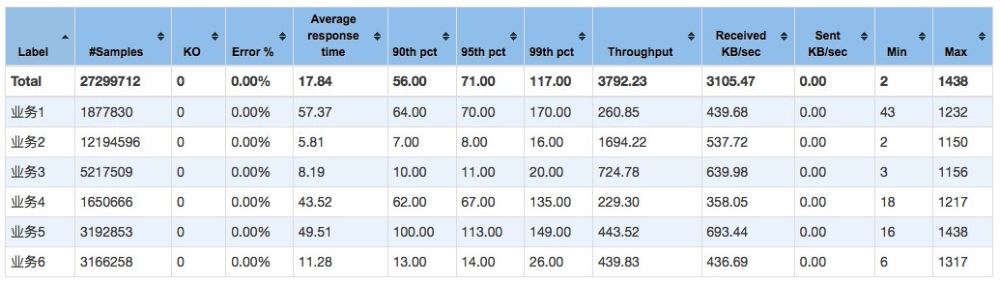 Label #Samples KO Error % Average response time 90th pct 95th pct 99th pct Throughput Received KB/sec Sent KB/sec Min Max
Total 27299712 0 0.00% 17.84 56.00 71.00 117.00 3792.23 3105.47 0.00 2 1438
业务1 1877830 0 0.00% 57.37 64.00 70.00 170.00 260.85 439.68 0.00 43 1232
业务2 12194596 0 0.00% 5.81 7.00 8.00 16.00 1694.22 537.72 0.00 2 1150
业务3 5217509 0 0.00% 8.19 10.00 11.00 20.00 724.78 639.98 0.00 3 1156
业务4 1650666 0 0.00% 43.52 62.00 67.00 135.00 229.30 358.05 0.00 18 1217
业务5 3192853 0 0.00% 49.51 100.00 113.00 149.00 443.52 693.44 0.00 16 1438
业务6 3166258 0 0.00% 11.28 13.00 14.00 26.00 439.83 436.69 0.00 6 1317